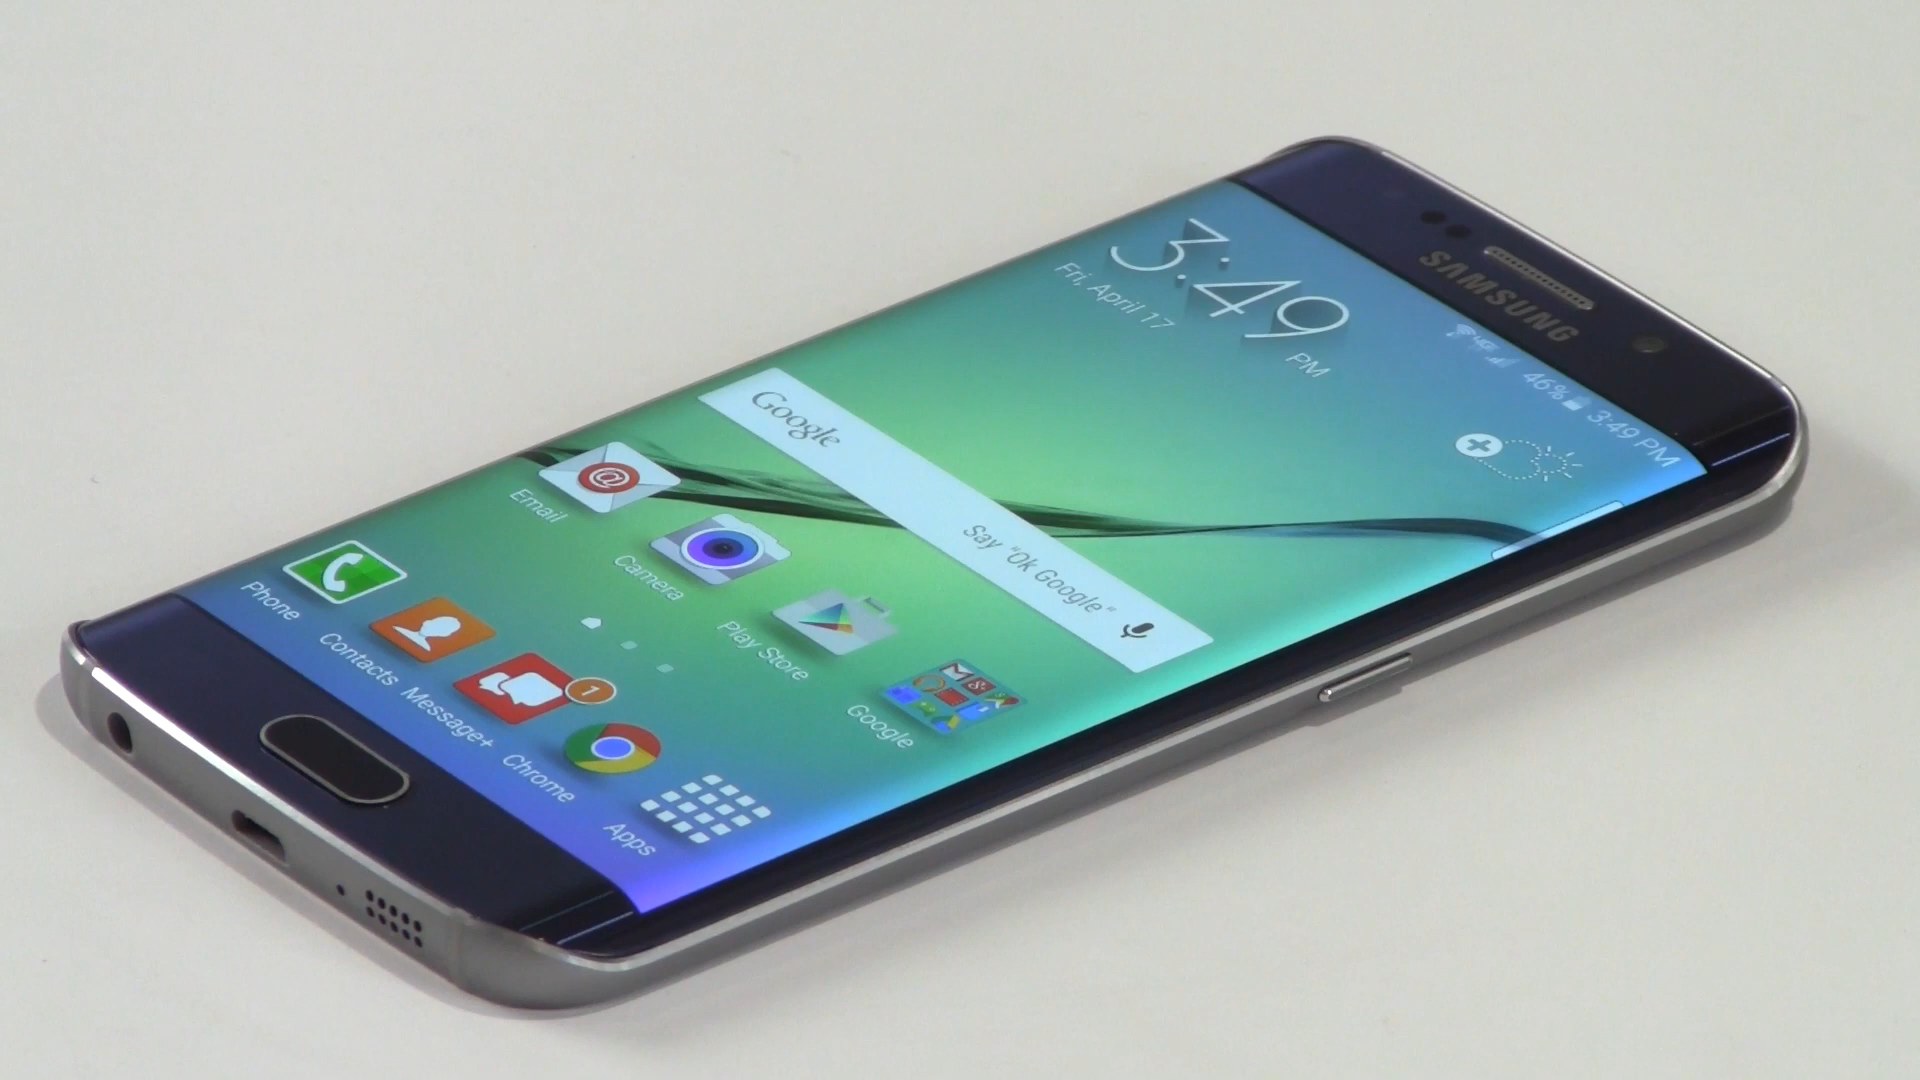 SAMSUNG
4G 46% 3:49 PM
3:49 PM
Fri, April 17
Google
Say "Ok Google"
Email
Camera
Play Store
Google
Phone
Contacts
Message+
1
Chrome
Apps